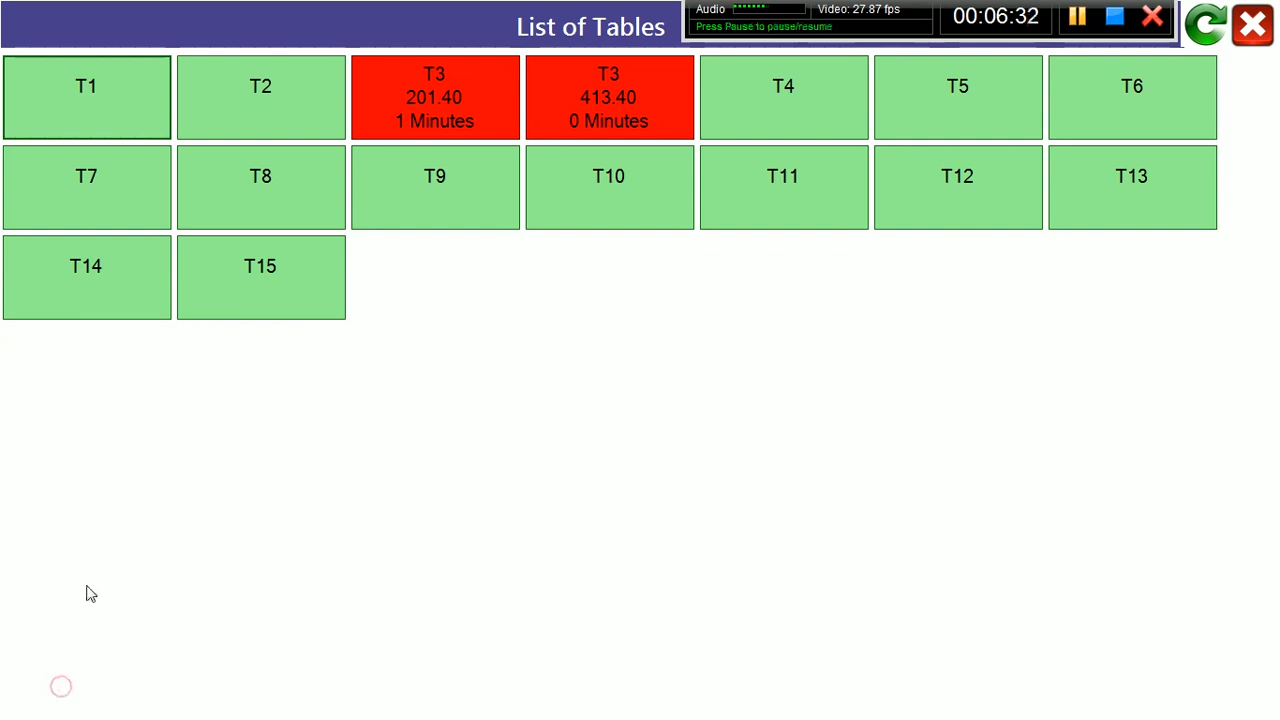 List of Tables
Audio
Video: 27.87 fps
Press Pause to pause/resume
00:06:32
T1
T2
T3
201.40
1 Minutes
T3
413.40
0 Minutes
T4
T5
T6
T7
T8
T9
T10
T11
T12
T13
T14
T15